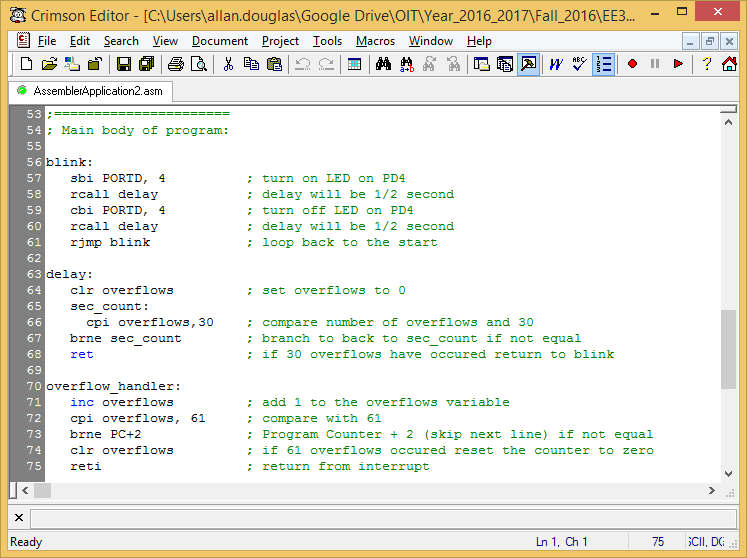 Crimson Editor - [C:\Users\allan.douglas\Google Drive\OIT\Year_2016_2017\Fall_2016\EE3...
File Edit Search View Document Project Tools Macros Window Help
AssemblerApplication2.asm
53 ;======================
54 ; Main body of program:
55
56 blink:
57 sbi PORTD, 4 ; turn on LED on PD4
58 rcall delay ; delay will be 1/2 second
59 cbi PORTD, 4 ; turn off LED on PD4
60 rcall delay ; delay will be 1/2 second
61 rjmp blink ; loop back to the start
62
63 delay:
64 clr overflows ; set overflows to 0
65 sec_count:
66 cpi overflows,30 ; compare number of overflows and 30
67 brne sec_count ; branch to back to sec_count if not equal
68 ret ; if 30 overflows have occured return to blink
69
70 overflow_handler:
71 inc overflows ; add 1 to the overflows variable
72 cpi overflows, 61 ; compare with 61
73 brne PC+2 ; Program Counter + 2 (skip next line) if not equal
74 clr overflows ; if 61 overflows occured reset the counter to zero
75 reti ; return from interrupt
Ready Ln 1, Ch 1 75